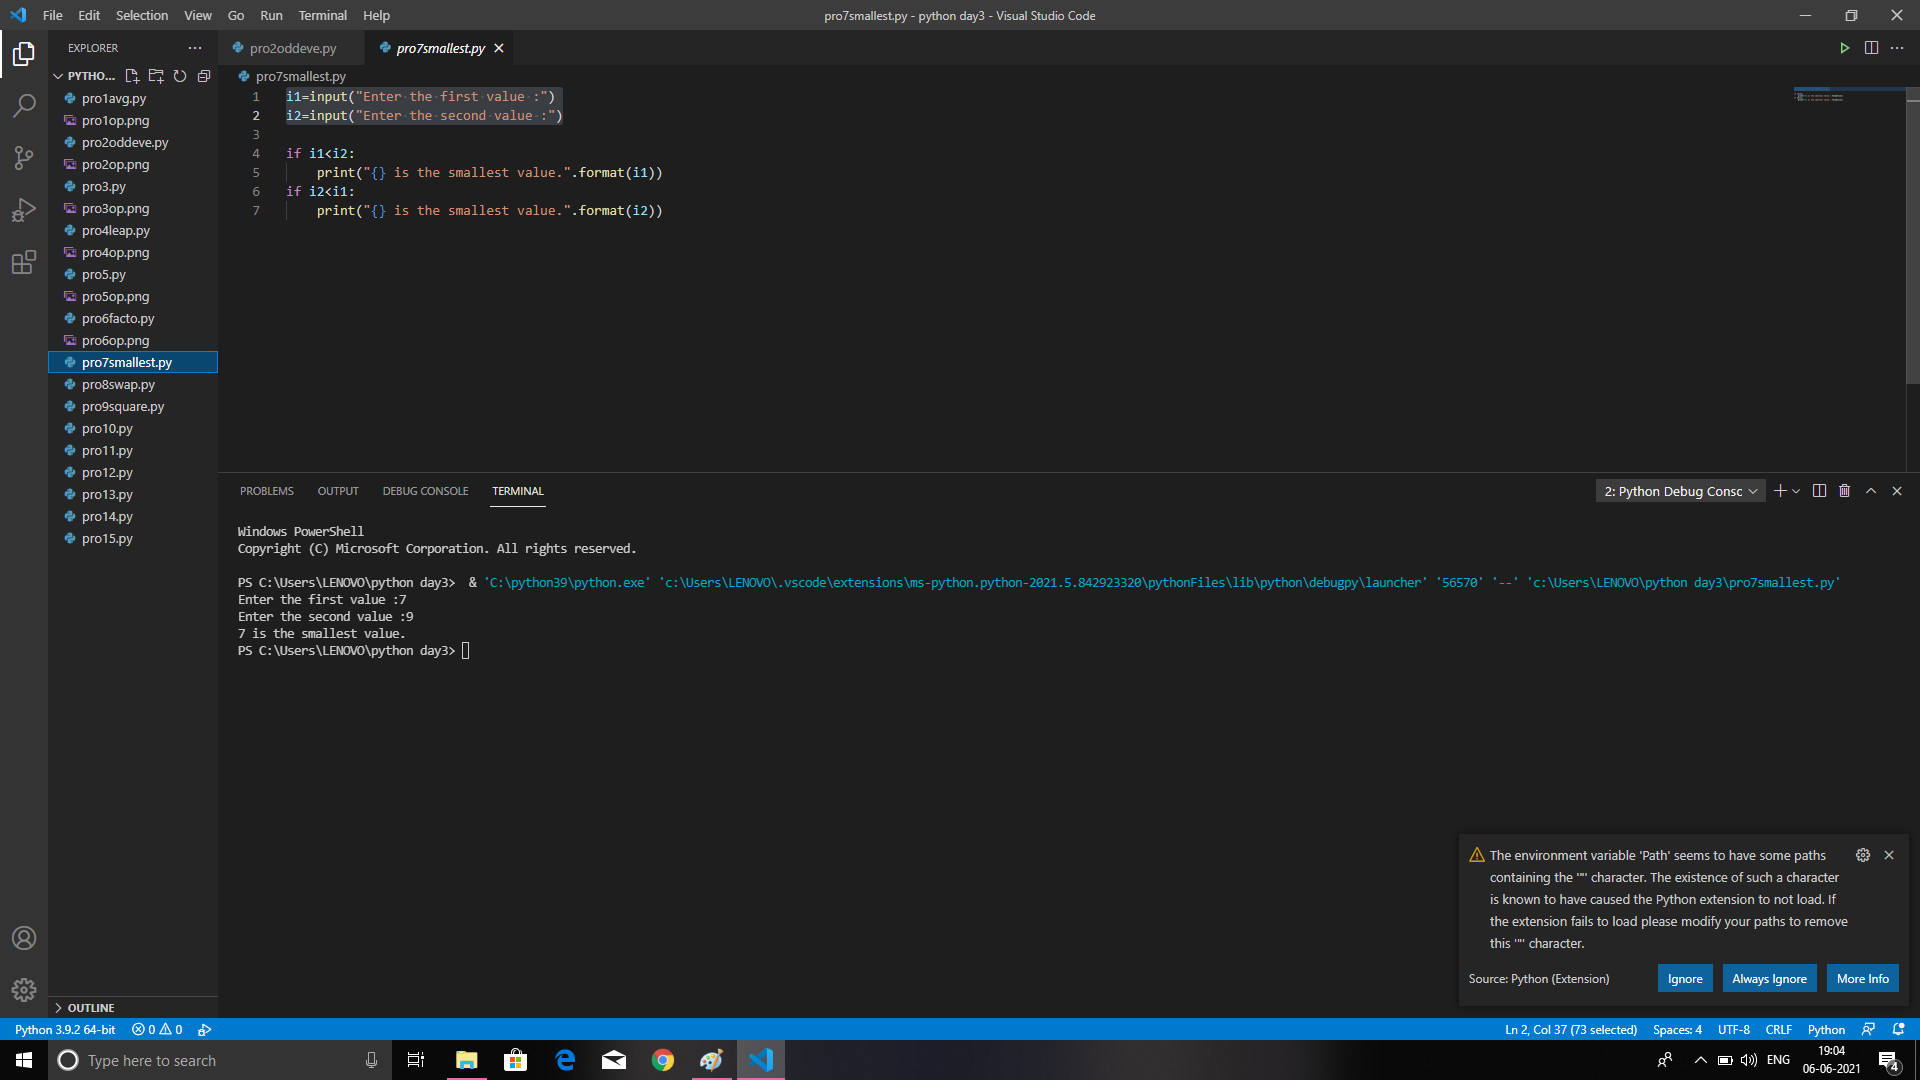 File Edit Selection View Go Run Terminal Help
pro7smallest.py - python day3 - Visual Studio Code
EXPLORER
PYTHO...
pro1avg.py
pro1op.png
pro2oddeve.py
pro2op.png
pro3.py
pro3op.png
pro4leap.py
pro4op.png
pro5.py
pro5op.png
pro6facto.py
pro6op.png
pro7smallest.py
pro8swap.py
pro9square.py
pro10.py
pro11.py
pro12.py
pro13.py
pro14.py
pro15.py
OUTLINE
pro2oddeve.py pro7smallest.py
pro7smallest.py
1 i1=input("Enter the first value :")
2 i2=input("Enter the second value :")
3
4 if i1<i2:
5 print("{} is the smallest value.".format(i1))
6 if i2<i1:
7 print("{} is the smallest value.".format(i2))
PROBLEMS OUTPUT DEBUG CONSOLE TERMINAL
2: Python Debug Consc
Windows PowerShell
Copyright (C) Microsoft Corporation. All rights reserved.
PS C:\Users\LENOVO\python day3> & 'C:\python39\python.exe' 'c:\Users\LENOVO\.vscode\extensions\ms-python.python-2021.5.842923320\pythonFiles\lib\python\debugpy\launcher' '56570' '--' 'c:\Users\LENOVO\python day3\pro7smallest.py'
Enter the first value :7
Enter the second value :9
7 is the smallest value.
PS C:\Users\LENOVO\python day3>
The environment variable 'Path' seems to have some paths
containing the '"' character. The existence of such a character
is known to have caused the Python extension to not load. If
the extension fails to load please modify your paths to remove
this '"' character.
Source: Python (Extension)
Ignore Always Ignore More Info
Python 3.9.2 64-bit 0 0
Ln 2, Col 37 (73 selected) Spaces: 4 UTF-8 CRLF Python
Type here to search
ENG
19:04
06-06-2021
4